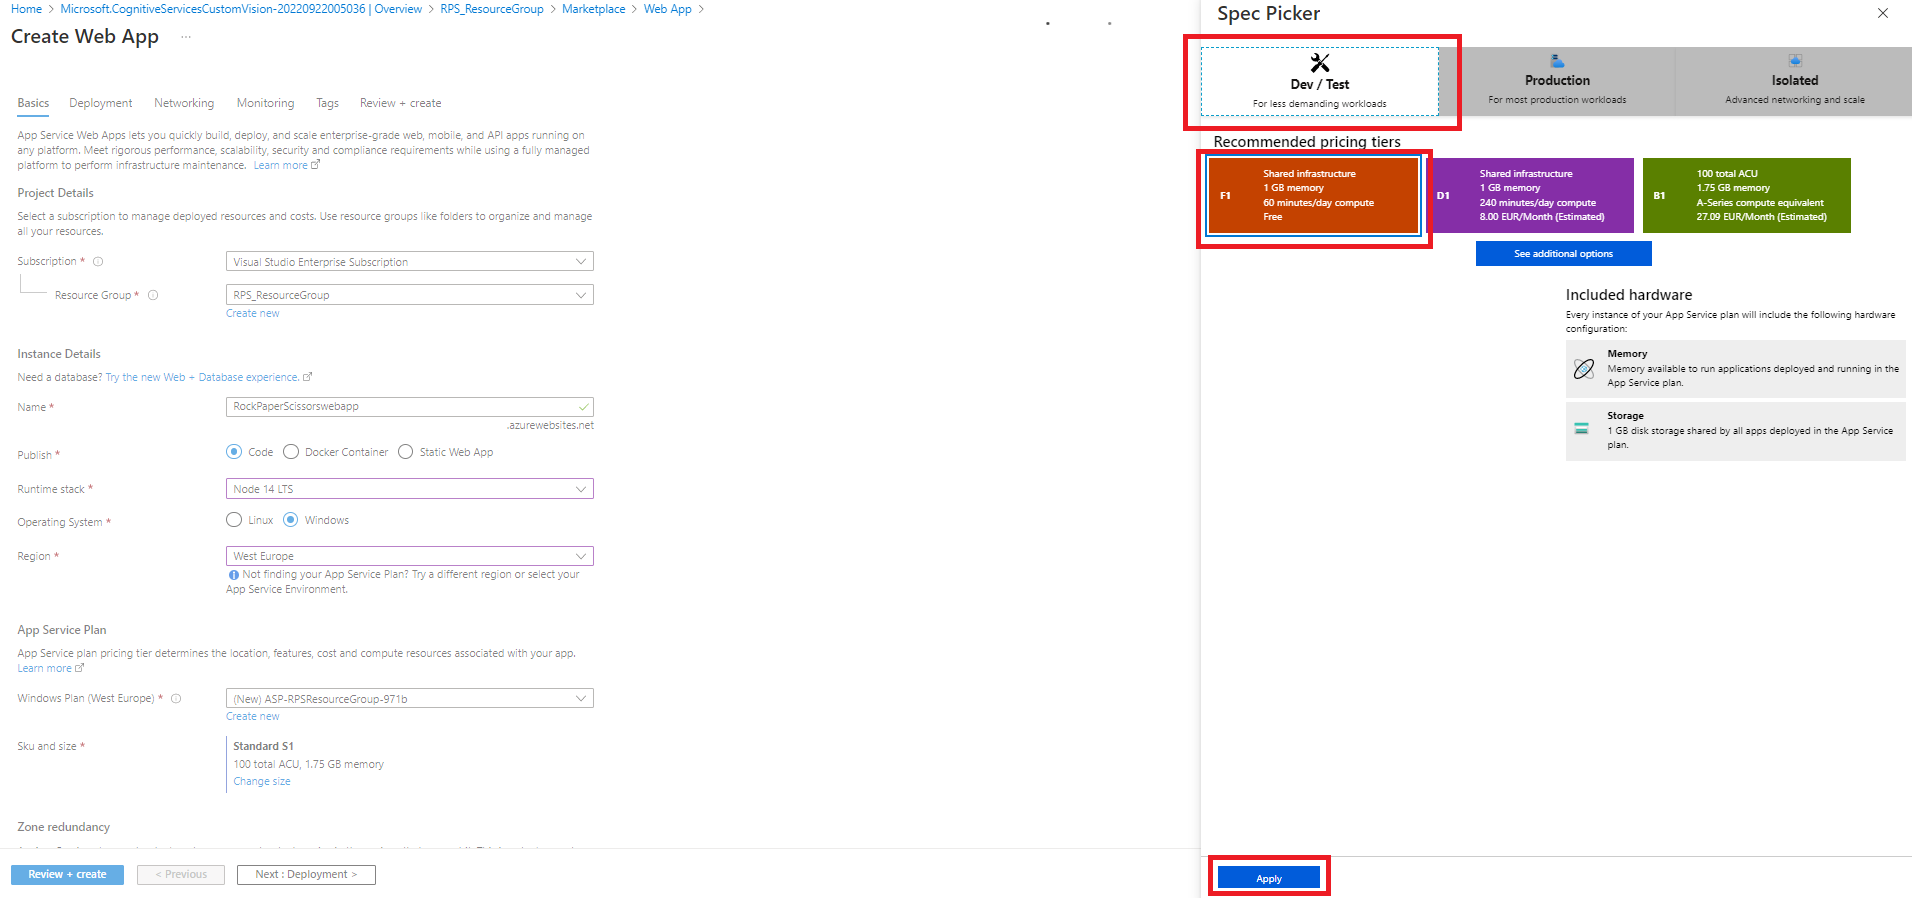 Home > Microsoft.CognitiveServicesCustomVision-20220922005036 | Overview > RPS_ResourceGroup > Marketplace > Web App >
Create Web App ...
Basics Deployment Networking Monitoring Tags Review + create
App Service Web Apps lets you quickly build, deploy, and scale enterprise-grade web, mobile, and API apps running on
any platform. Meet rigorous performance, scalability, security and compliance requirements while using a fully managed
platform to perform infrastructure maintenance. Learn more
Project Details
Select a subscription to manage deployed resources and costs. Use resource groups like folders to organize and manage
all your resources.
Subscription * Visual Studio Enterprise Subscription
Resource Group * RPS_ResourceGroup
Create new
Instance Details
Need a database? Try the new Web + Database experience.
Name * RockPaperScissorswebapp
.azurewebsites.net
Publish * Code Docker Container Static Web App
Runtime stack * Node 14 LTS
Operating System * Linux Windows
Region * West Europe
Not finding your App Service Plan? Try a different region or select your
App Service Environment.
App Service Plan
App Service plan pricing tier determines the location, features, cost and compute resources associated with your app.
Learn more
Windows Plan (West Europe) * (New) ASP-RPSResourceGroup-971b
Create new
Sku and size * Standard S1
100 total ACU, 1.75 GB memory
Change size
Zone redundancy
Review + create < Previous Next : Deployment >
Spec Picker
Dev / Test
For less demanding workloads
Production
For most production workloads
Isolated
Advanced networking and scale
Recommended pricing tiers
F1
Shared infrastructure
1 GB memory
60 minutes/day compute
Free
D1
Shared infrastructure
1 GB memory
240 minutes/day compute
8.00 EUR/Month (Estimated)
B1
100 total ACU
1.75 GB memory
A-Series compute equivalent
27.09 EUR/Month (Estimated)
See additional options
Included hardware
Every instance of your App Service plan will include the following hardware
configuration:
Memory
Memory available to run applications deployed and running in the
App Service plan.
Storage
1 GB disk storage shared by all apps deployed in the App Service
plan.
Apply